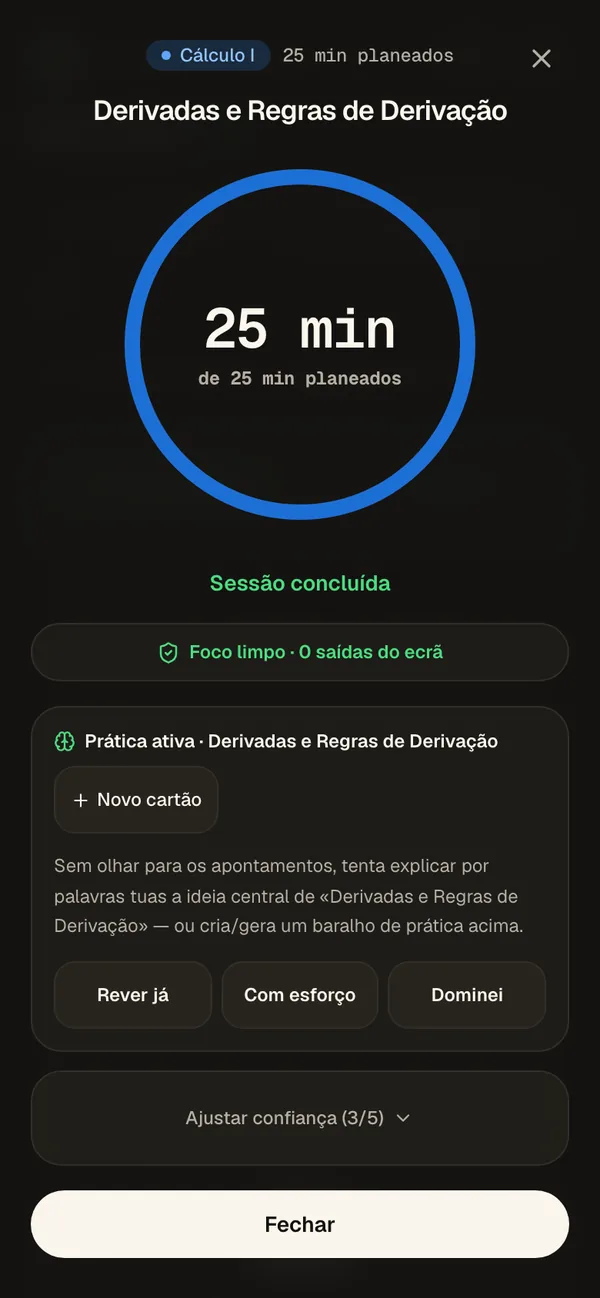 Cálculo I
25 min planeados
Derivadas e Regras de Derivação
25 min
de 25 min planeados
Sessão concluída
Foco limpo · 0 saídas do ecrã
Prática ativa · Derivadas e Regras de Derivação
+ Novo cartão
Sem olhar para os apontamentos, tenta explicar por
palavras tuas a ideia central de «Derivadas e Regras de
Derivação» — ou cria/gera um baralho de prática acima.
Rever já
Com esforço
Dominei
Ajustar confiança (3/5)
Fechar